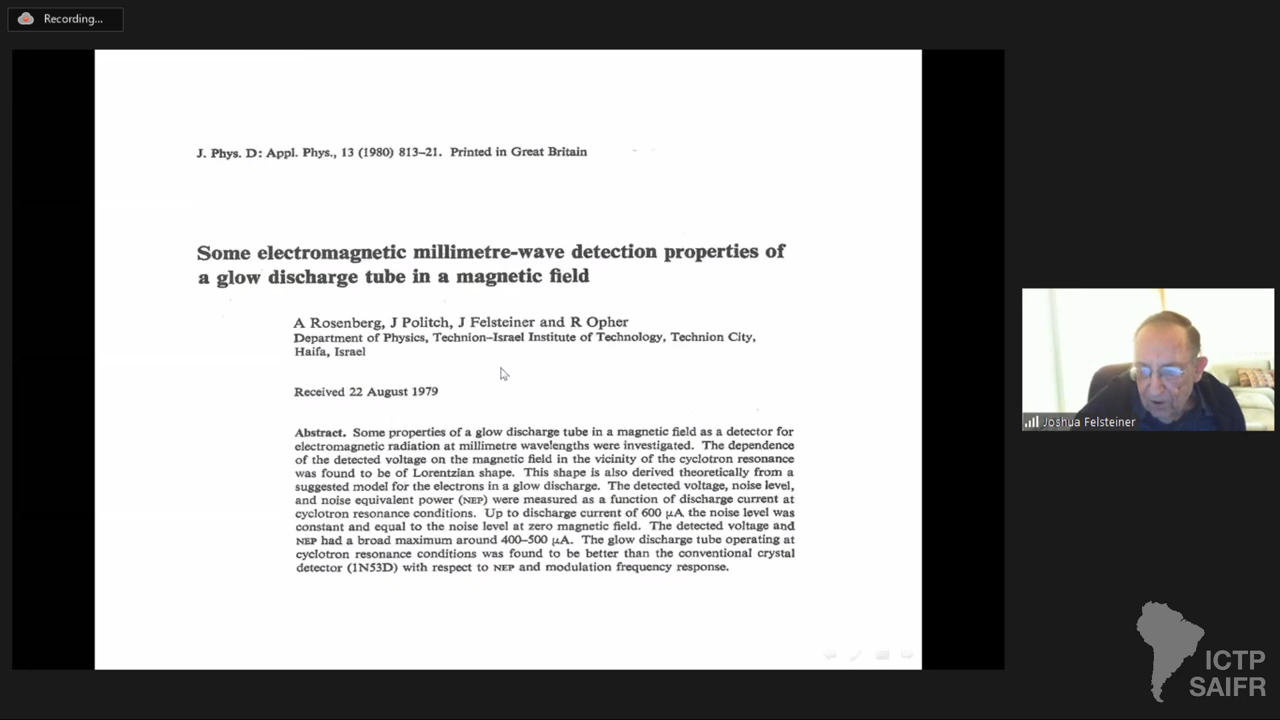 Recording...
J. Phys. D: Appl. Phys., 13 (1980) 813–21. Printed in Great Britain
Some electromagnetic millimetre-wave detection properties of
a glow discharge tube in a magnetic field
A Rosenberg, J Politch, J Felsteiner and R Opher
Department of Physics, Technion–Israel Institute of Technology, Technion City,
Haifa, Israel
Received 22 August 1979
Abstract. Some properties of a glow discharge tube in a magnetic field as a detector for
electromagnetic radiation at millimetre wavelengths were investigated. The dependence
of the detected voltage on the magnetic field in the vicinity of the cyclotron resonance
was found to be of Lorentzian shape. This shape is also derived theoretically from a
suggested model for the electrons in a glow discharge. The detected voltage, noise level,
and noise equivalent power (NEP) were measured as a function of discharge current at
cyclotron resonance conditions. Up to discharge current of 600 μA the noise level was
constant and equal to the noise level at zero magnetic field. The detected voltage and
NEP had a broad maximum around 400–500 μA. The glow discharge tube operating at
cyclotron resonance conditions was found to be better than the conventional crystal
detector (1N53D) with respect to NEP and modulation frequency response.
Joshua Felsteiner
ICTP
SAIFR